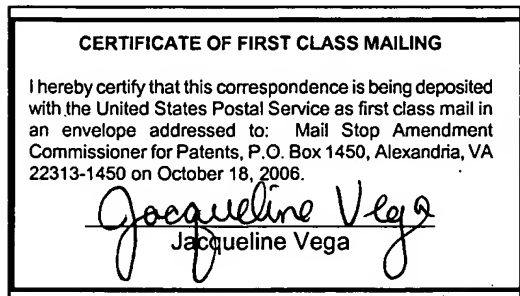 CERTIFICATE OF FIRST CLASS MAILING
I hereby certify that this correspondence is being deposited
with the United States Postal Service as first class mail in
an envelope addressed to: Mail Stop Amendment
Commissioner for Patents, P.O. Box 1450, Alexandria, VA
22313-1450 on October 18, 2006.
Jacqueline Vega
Jacqueline Vega